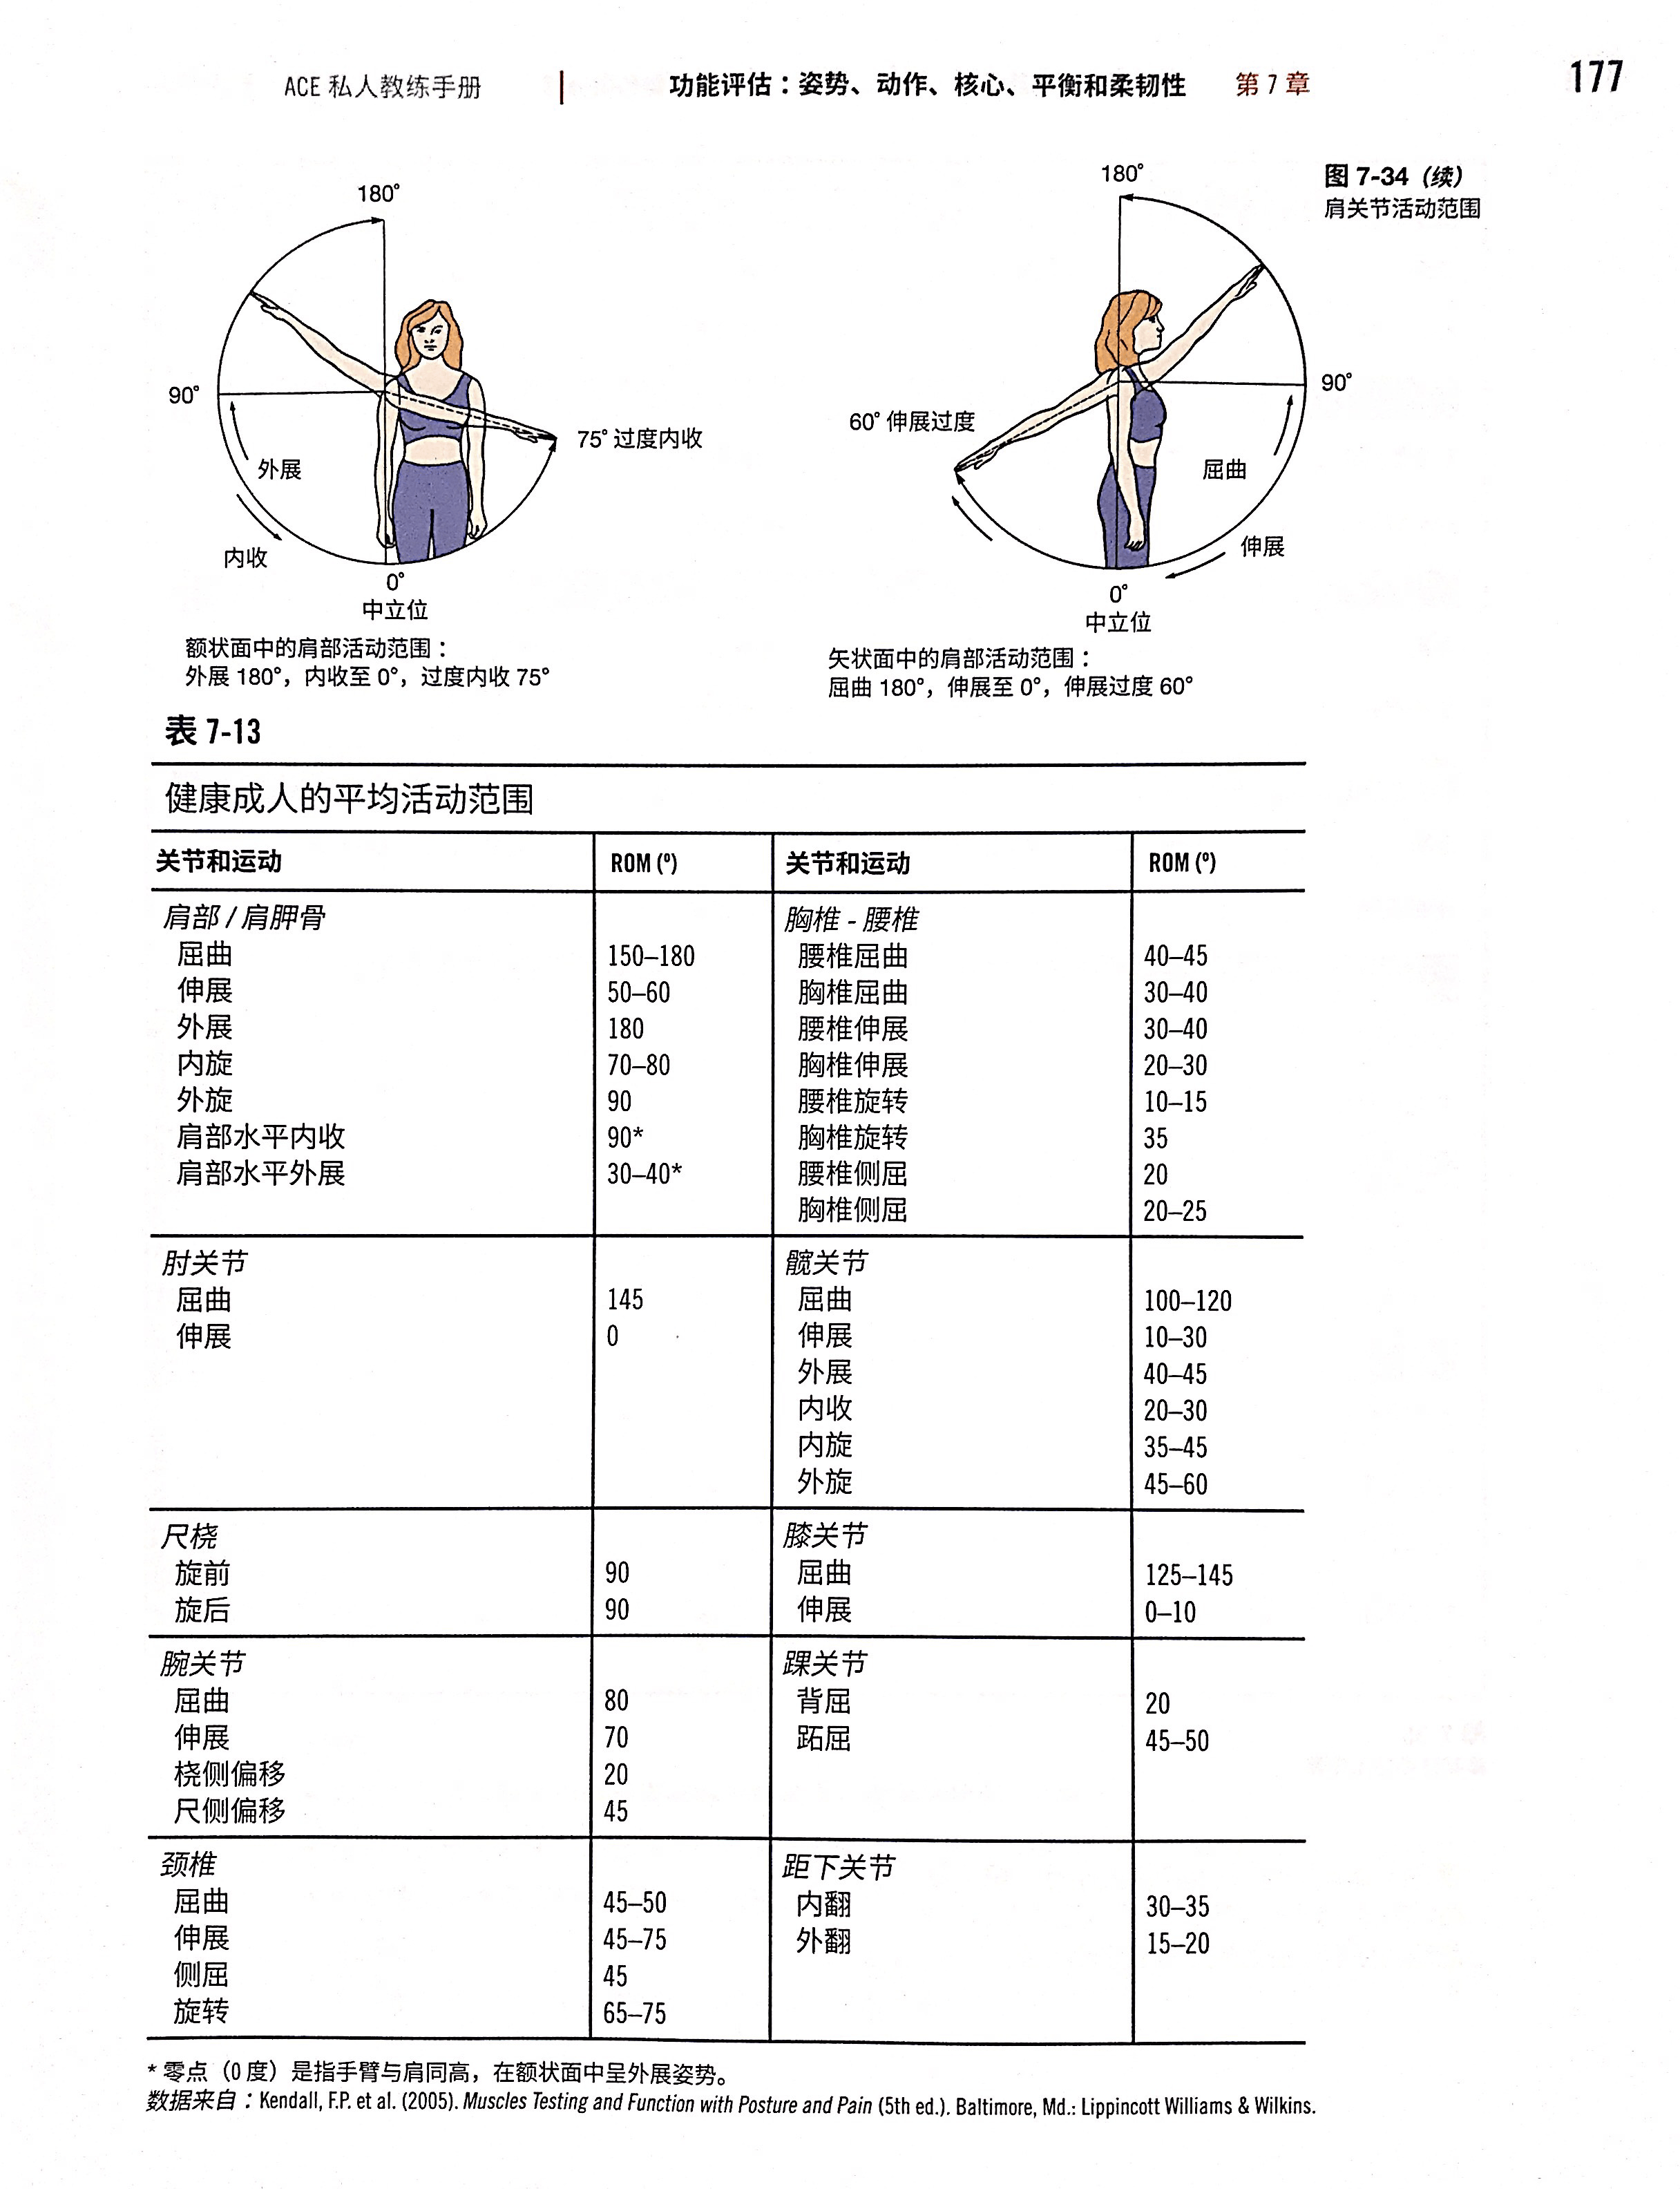 ACE 私人教练手册 | 功能评估：姿势、动作、核心、平衡和柔韧性 第 7 章 177
图 7-34（续）
肩关节活动范围
180°
90°
外展
内收
75° 过度内收
0°
中立位
额状面中的肩部活动范围：
外展 180°，内收至 0°，过度内收 75°
180°
90°
60° 伸展过度
屈曲
伸展
0°
中立位
矢状面中的肩部活动范围：
屈曲 180°，伸展至 0°，伸展过度 60°
表 7-13
健康成人的平均活动范围
关节和运动 ROM (°) 关节和运动 ROM (°)
肩部 / 肩胛骨 胸椎 - 腰椎
屈曲 150–180 腰椎屈曲 40–45
伸展 50–60 胸椎屈曲 30–40
外展 180 腰椎伸展 30–40
内旋 70–80 胸椎伸展 20–30
外旋 90 腰椎旋转 10–15
肩部水平内收 90* 胸椎旋转 35
肩部水平外展 30–40* 腰椎侧屈 20
胸椎侧屈 20–25
肘关节 髋关节
屈曲 145 屈曲 100–120
伸展 0 伸展 10–30
外展 40–45
内收 20–30
内旋 35–45
外旋 45–60
尺桡 膝关节
旋前 90 屈曲 125–145
旋后 90 伸展 0–10
腕关节 踝关节
屈曲 80 背屈 20
伸展 70 跖屈 45–50
桡侧偏移 20
尺侧偏移 45
颈椎 距下关节
屈曲 45–50 内翻 30–35
伸展 45–75 外翻 15–20
侧屈 45
旋转 65–75
* 零点（0 度）是指手臂与肩同高，在额状面中呈外展姿势。
数据来自：Kendall, F.P. et al. (2005). Muscles Testing and Function with Posture and Pain (5th ed.). Baltimore, Md.: Lippincott Williams & Wilkins.